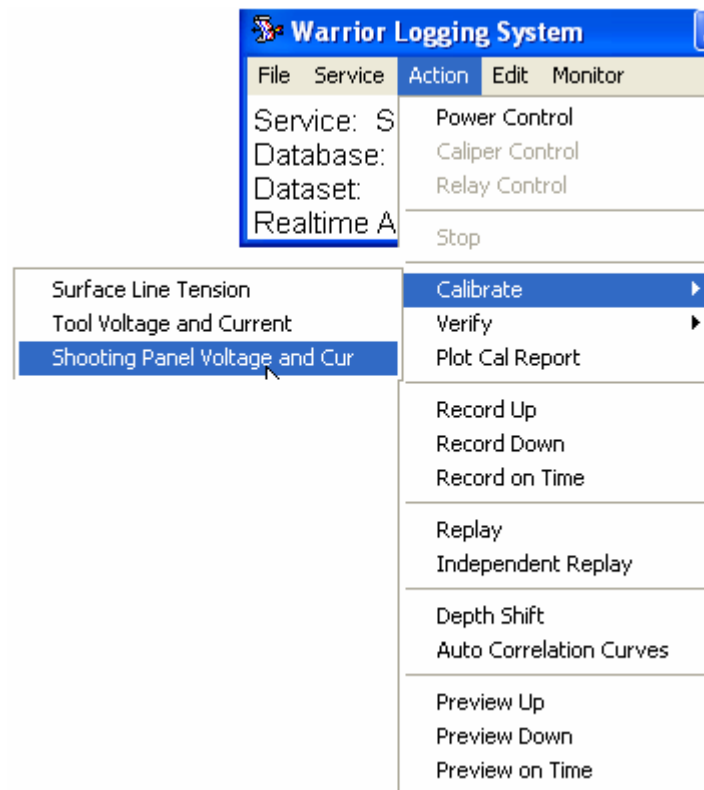 Warrior Logging System
File Service Action Edit Monitor
Service: S
Database:
Dataset:
Realtime A
Power Control
Caliper Control
Relay Control
Stop
Calibrate
Verify
Plot Cal Report
Record Up
Record Down
Record on Time
Replay
Independent Replay
Depth Shift
Auto Correlation Curves
Preview Up
Preview Down
Preview on Time
Surface Line Tension
Tool Voltage and Current
Shooting Panel Voltage and Cur